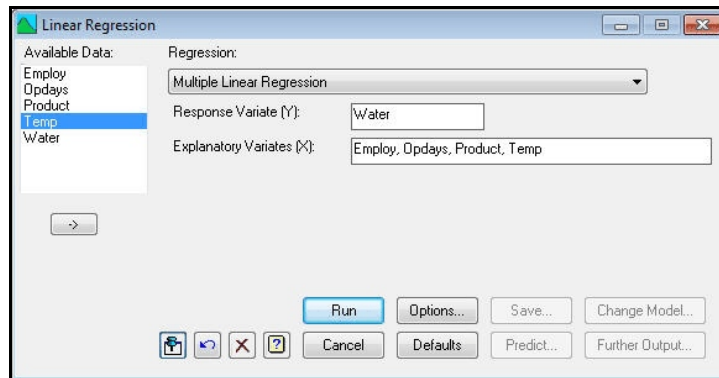 Linear Regression
Available Data:
Employ
Opdays
Product
Temp
Water
->
Regression:
Multiple Linear Regression
Response Variate (Y):
Water
Explanatory Variates (X):
Employ, Opdays, Product, Temp
Run
Options...
Save...
Change Model...
?
Cancel
Defaults
Predict...
Further Output...